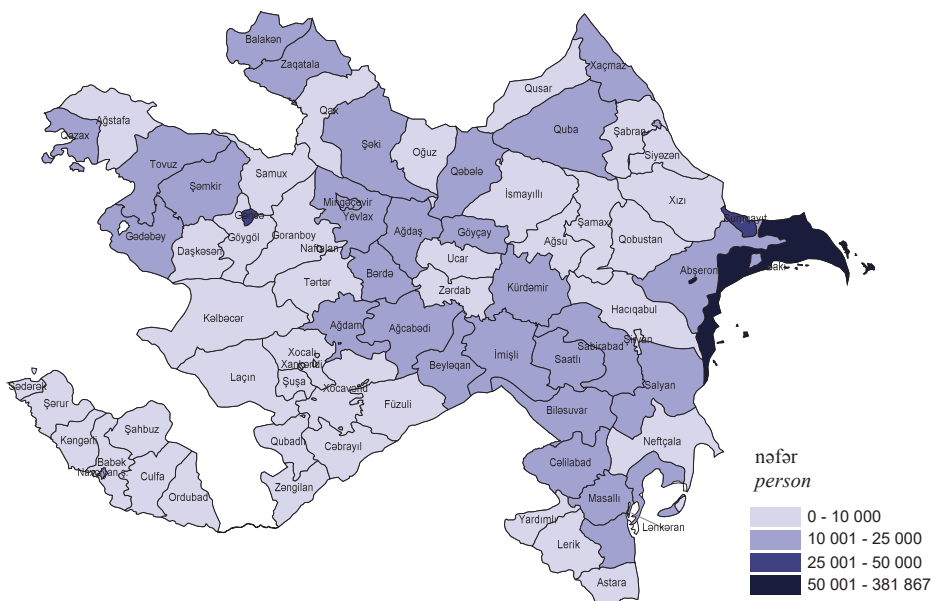 Balakən
Zaqatala
Xaçmaz
Qusar
Qax
Ağstafa
Qazax
Quba
Şabran
Şəki
Oğuz
Siyəzən
Tovuz
Qəbələ
Samux
Şəmkir
İsmayıllı
Xızı
Mingəçevir
Yevlax
Gəncə
Şamaxı
Sumqayıt
Gədəbəy
Göygöl
Goranboy
Ağdaş
Göyçay
Ağsu
Qobustan
Daşkəsən
Naftalan
Ucar
Abşeron
Bakı
Bərdə
Tərtər
Zərdab
Kürdəmir
Hacıqabul
Kəlbəcər
Ağdam
Ağcabədi
Şirvan
Sabirabad
Xocalı
Xankəndi
İmişli
Saatlı
Beyləqan
Laçın
Şuşa
Xocavənd
Salyan
Sədərək
Şərur
Füzuli
Biləsuvar
Şahbuz
Kəngərli
Qubadlı
Cəbrayıl
Neftçala
Babək
Naxçıvan ş.
Culfa
Cəlilabad
Zəngilan
Ordubad
Masallı
Yardımlı
Lənkəran
Lerik
Astara
nəfər
person
0 - 10 000
10 001 - 25 000
25 001 - 50 000
50 001 - 381 867